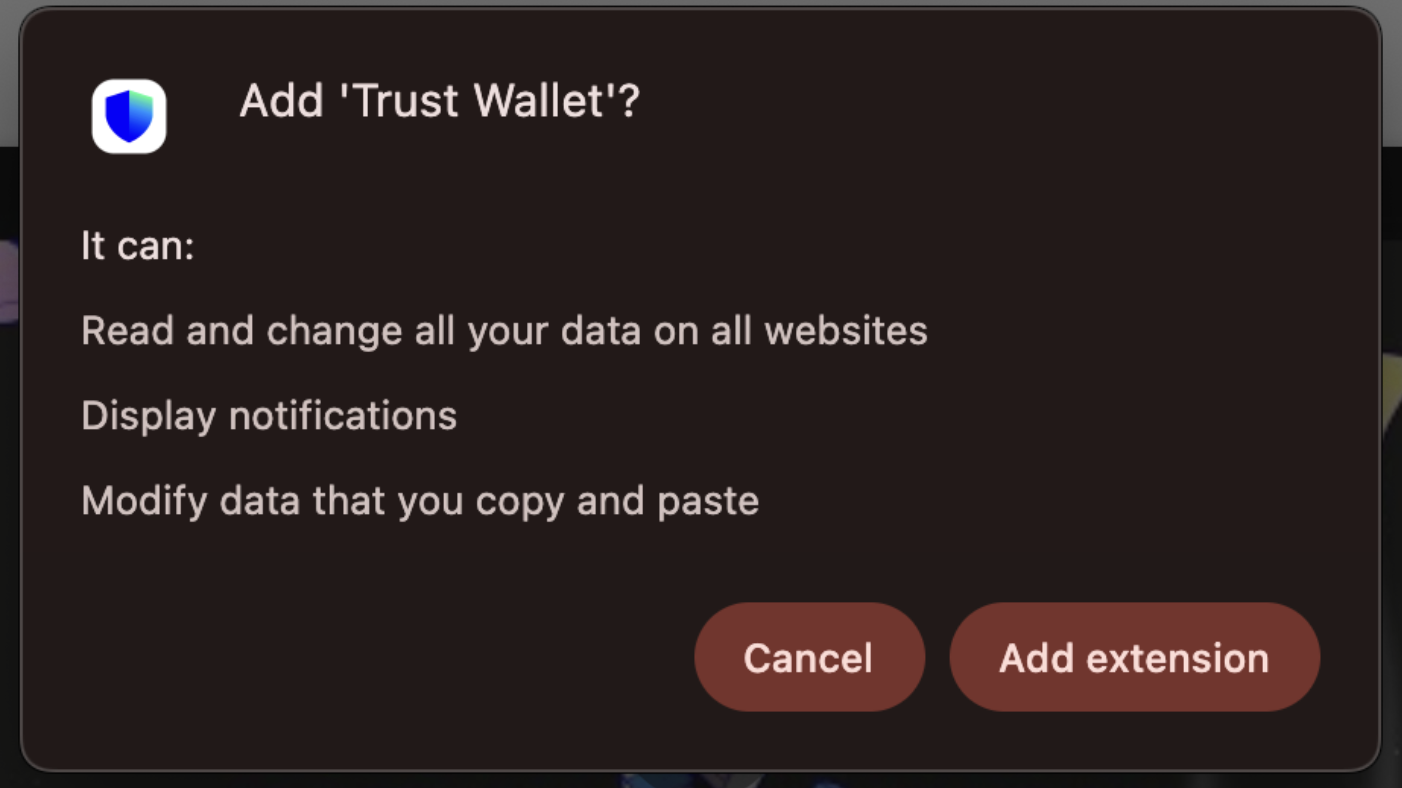 Add 'Trust Wallet'?
It can:
Read and change all your data on all websites
Display notifications
Modify data that you copy and paste
Cancel
Add extension